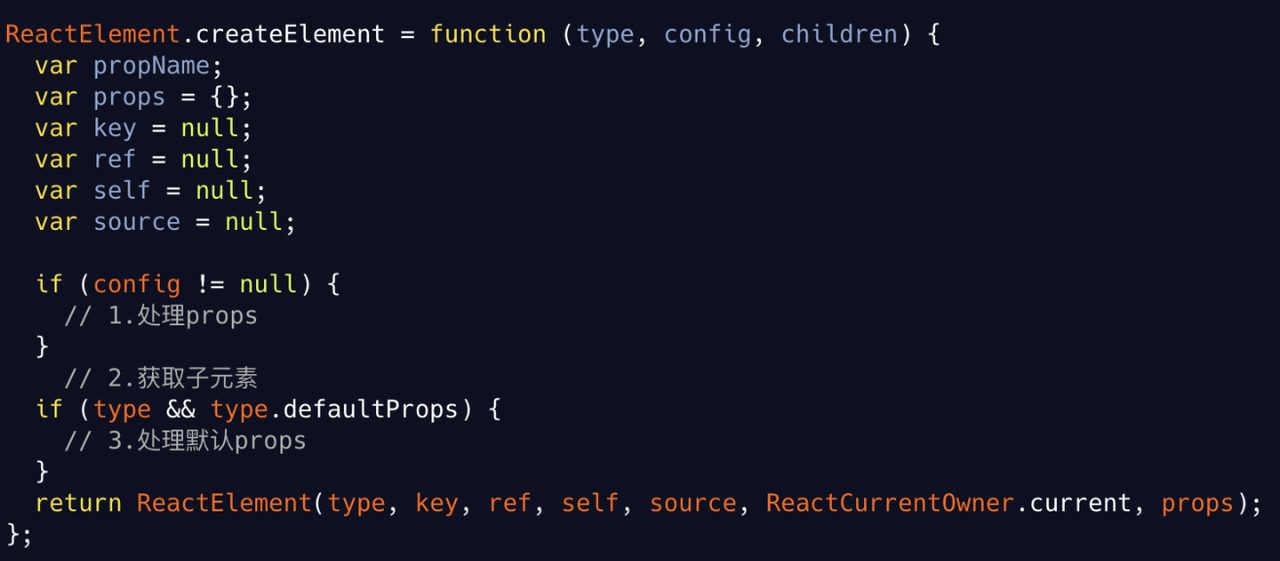 ReactElement.createElement = function (type, config, children) {
  var propName;
  var props = {};
  var key = null;
  var ref = null;
  var self = null;
  var source = null;

  if (config != null) {
    // 1.处理props
  }
    // 2.获取子元素
  if (type && type.defaultProps) {
    // 3.处理默认props
  }
  return ReactElement(type, key, ref, self, source, ReactCurrentOwner.current, props);
};